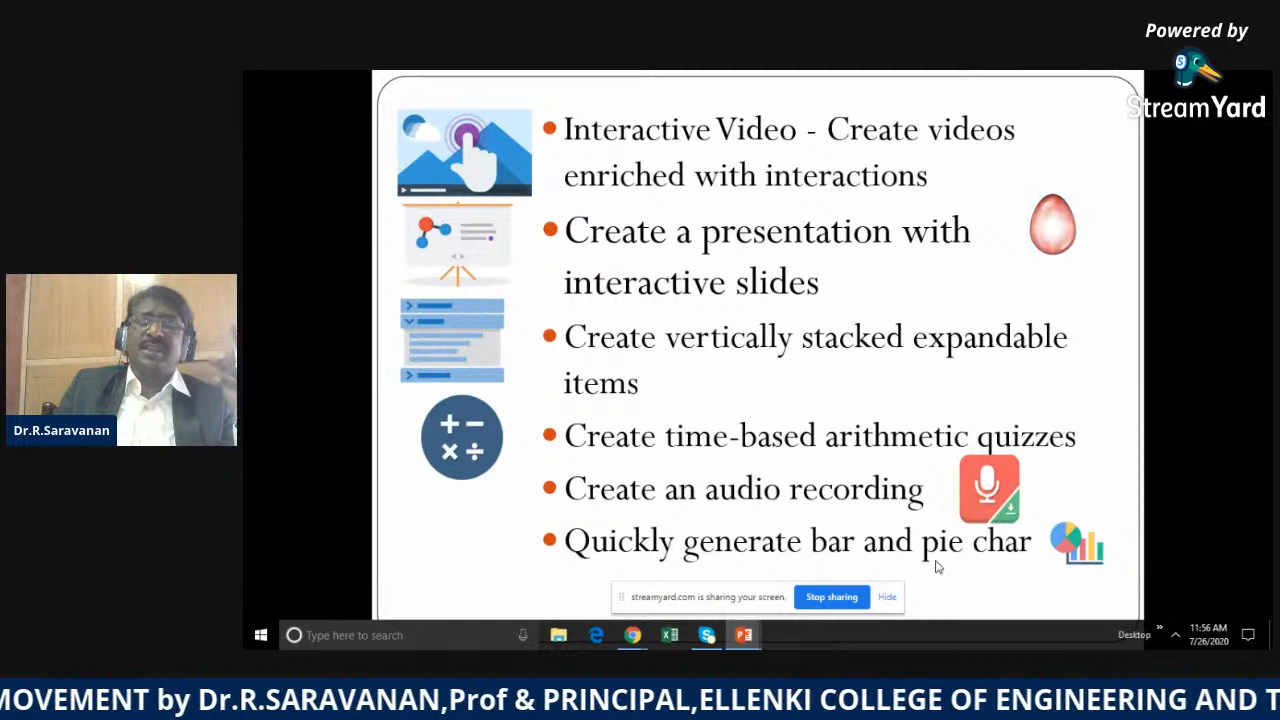 Powered by
StreamYard
Interactive Video - Create videos
enriched with interactions
Create a presentation with
interactive slides
Create vertically stacked expandable
items
Create time-based arithmetic quizzes
Create an audio recording
Quickly generate bar and pie char
Dr.R.Saravanan
streamyard.com is sharing your screen.
Stop sharing
Hide
Type here to search
Desktop
11:56 AM
7/26/2020
MOVEMENT by Dr.R.SARAVANAN,Prof & PRINCIPAL,ELLENKI COLLEGE OF ENGINEERING AND T